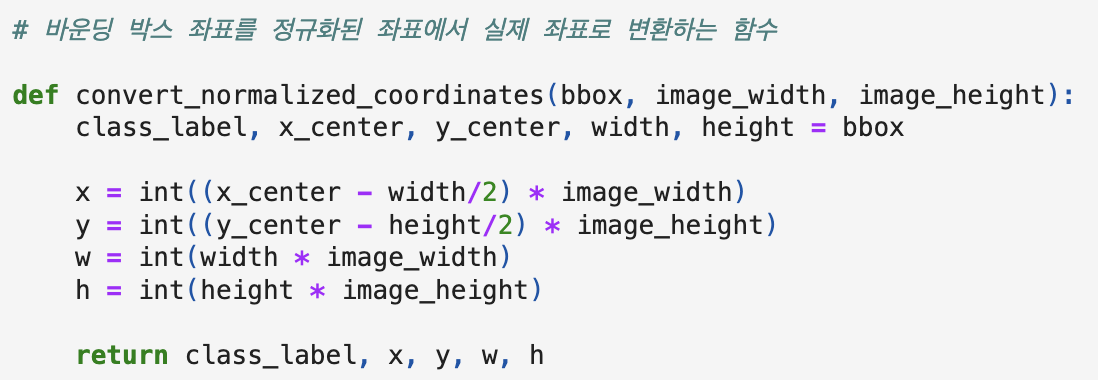 # 바운딩 박스 좌표를 정규화된 좌표에서 실제 좌표로 변환하는 함수
def convert_normalized_coordinates(bbox, image_width, image_height):
    class_label, x_center, y_center, width, height = bbox
    x = int((x_center - width/2) * image_width)
    y = int((y_center - height/2) * image_height)
    w = int(width * image_width)
    h = int(height * image_height)
    return class_label, x, y, w, h